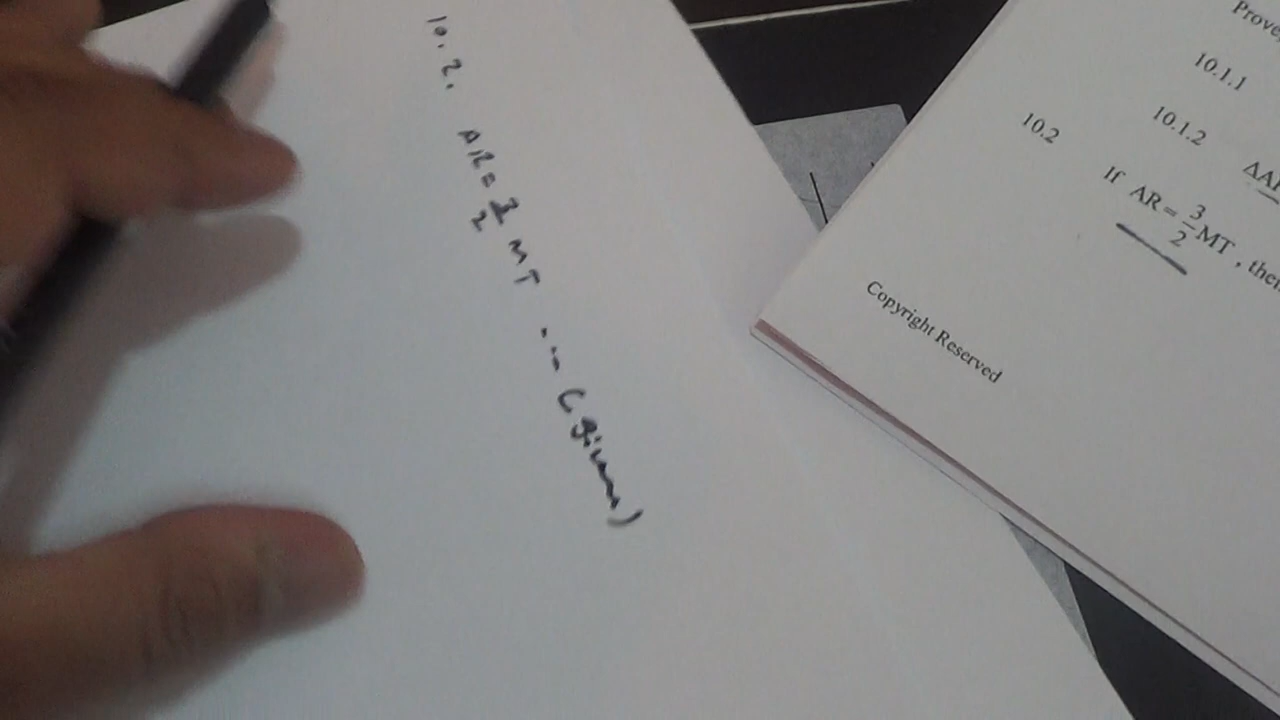 10.2. AR = 3/2 MT ... (given)
Prove,
10.1.1
10.1.2 ΔA
10.2 If AR = 3/2 MT , then
Copyright Reserved